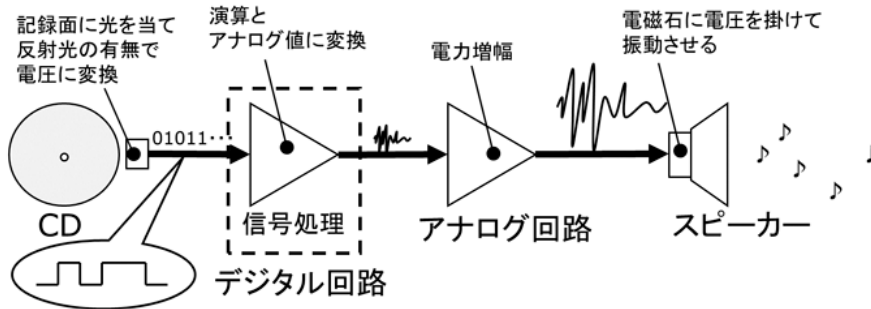 記録面に光を当て
反射光の有無で
電圧に変換
演算と
アナログ値に変換
電力増幅
電磁石に電圧を掛けて
振動させる
01011···
CD
信号処理
デジタル回路
アナログ回路
スピーカー